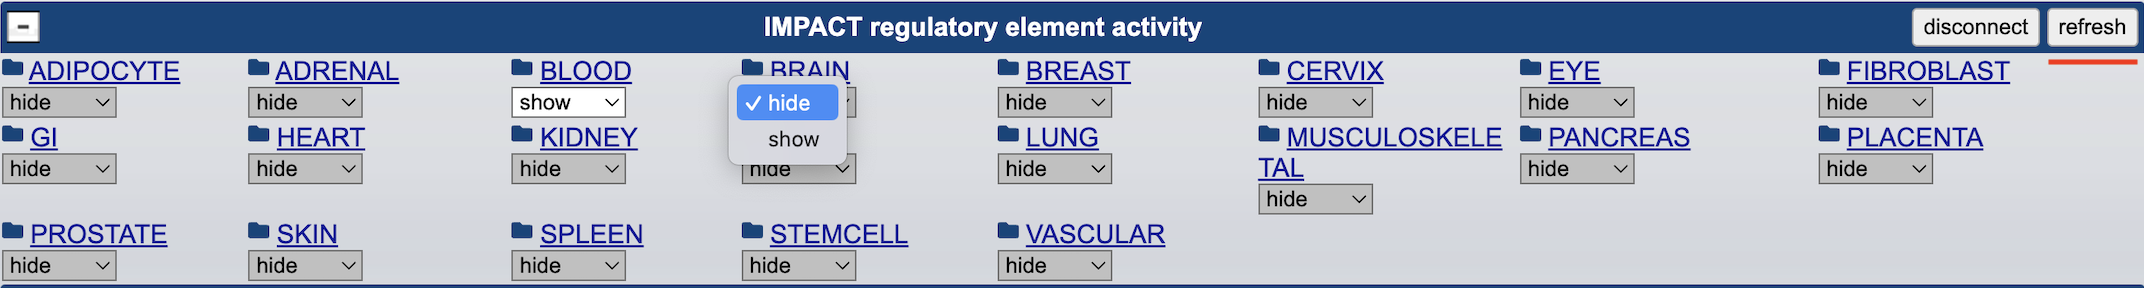 IMPACT regulatory element activity disconnect refresh
ADIPOCYTE ADRENAL BLOOD BRAIN BREAST CERVIX EYE FIBROBLAST
hide hide show hide hide hide hide hide
show
GI HEART KIDNEY LUNG MUSCULOSKELE PANCREAS PLACENTA
TAL
hide hide hide hide hide hide hide
hide
PROSTATE SKIN SPLEEN STEMCELL VASCULAR
hide hide hide hide hide